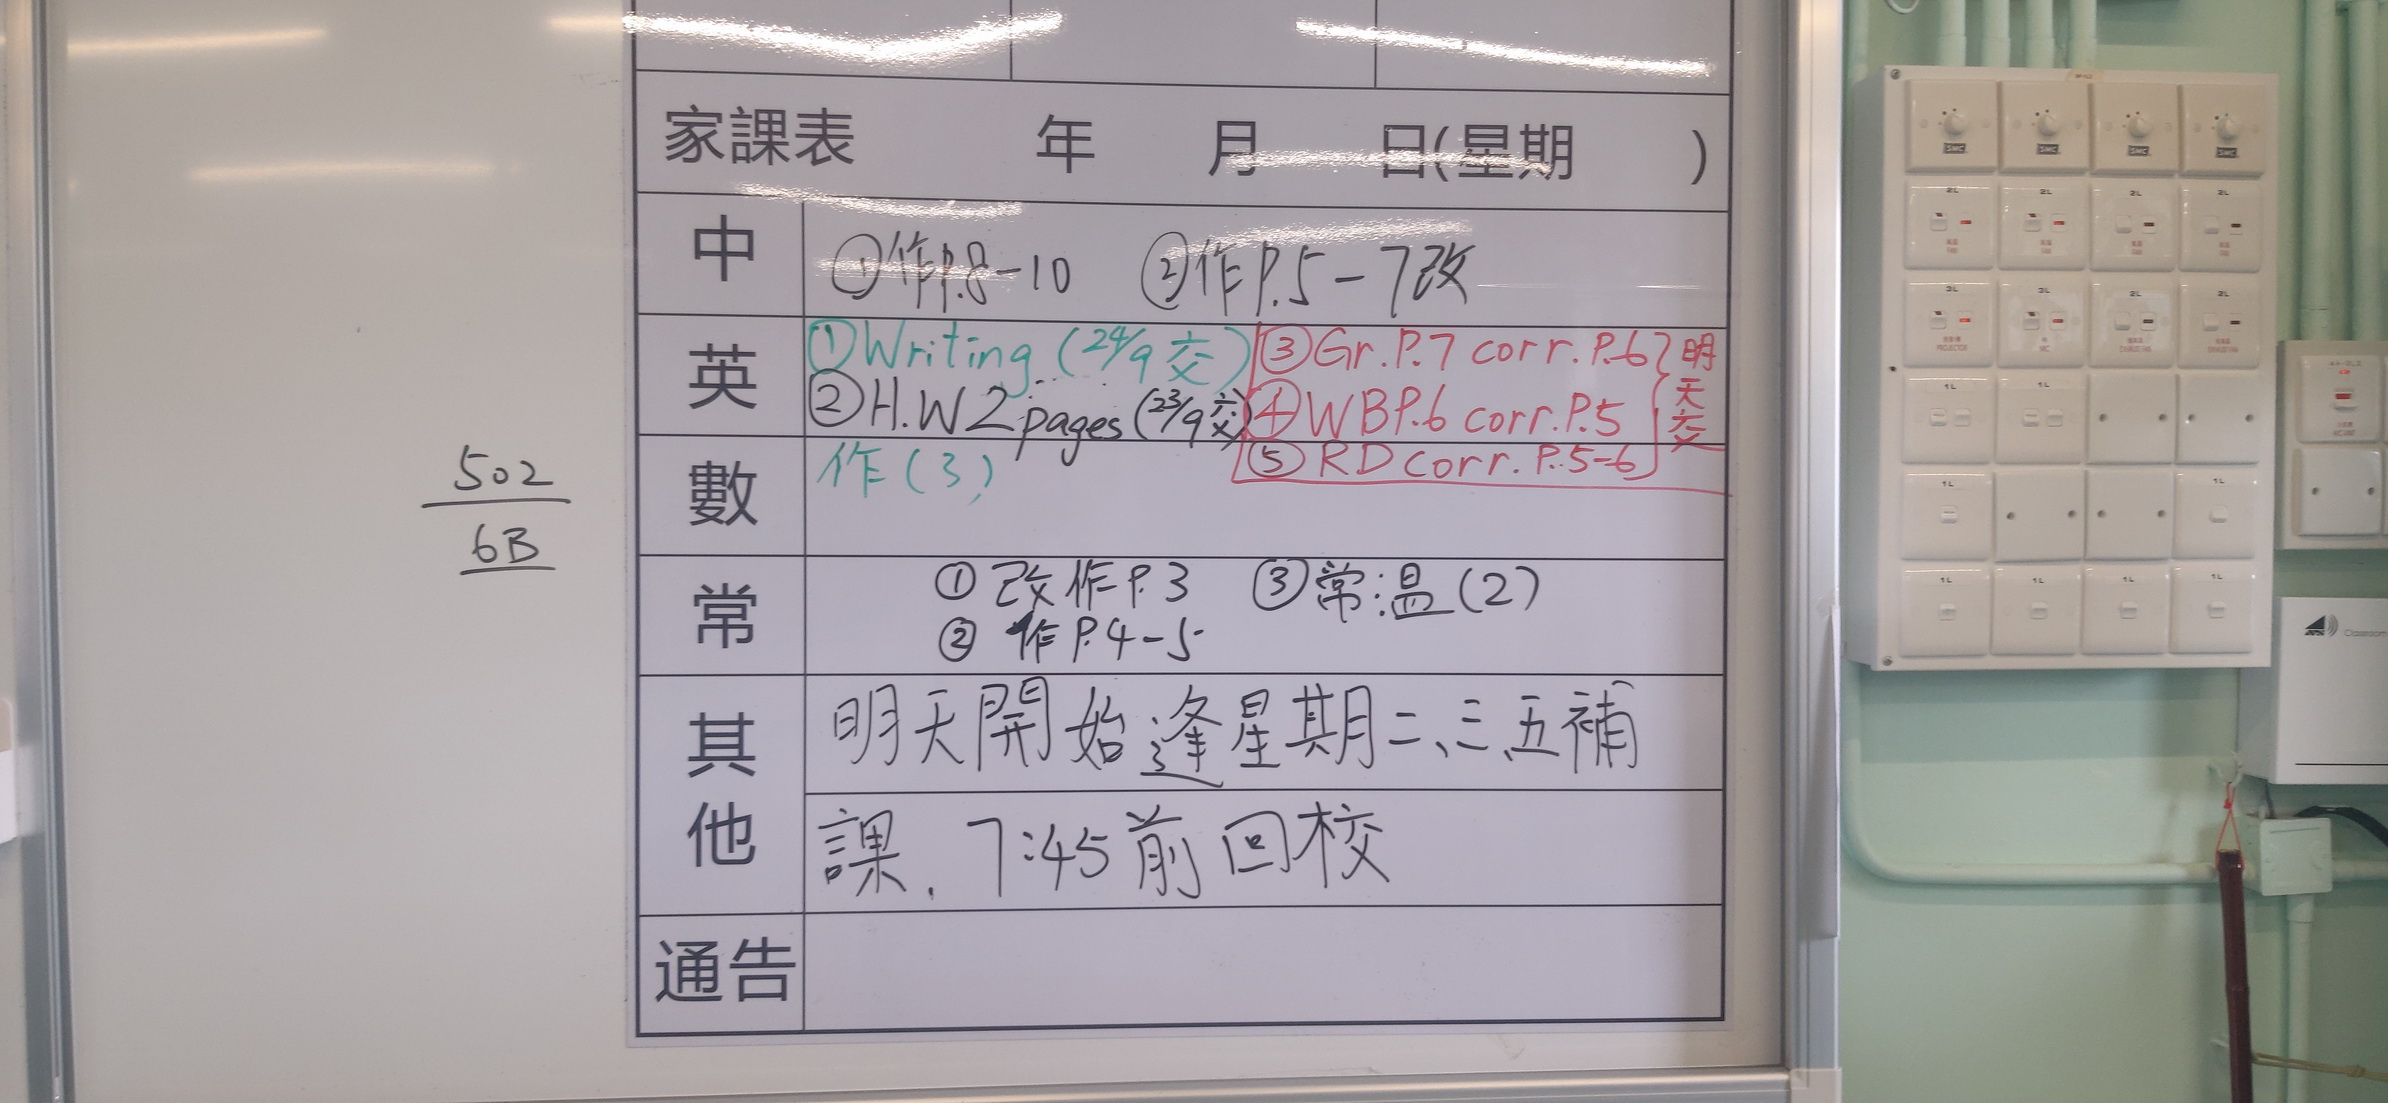 家課表 年 月 日(星期 )
中 ①作P.8-10 ②作P.5-7改
英 ①Writing (24/9 交) ③Gr.P.7 corr.P.6
②H.W 2 pages (23/9 交) ④WBP.6 corr.P.5
⑤RD corr. P.5-6
明天交
數 作(3)
502
6B
常 ①改作P.3 ③常:溫(2)
②作P.4-5
其他 明天開始逢星期二、三、五補
課. 7:45前回校
通告